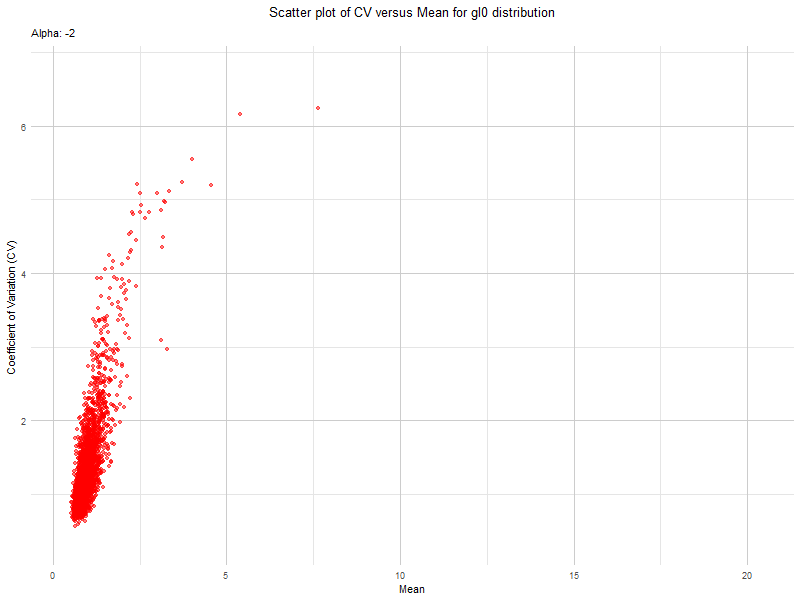 Scatter plot of CV versus Mean for gI0 distribution
Alpha: -2
Coefficient of Variation (CV)
6
4
2
0
5
10
15
20
Mean